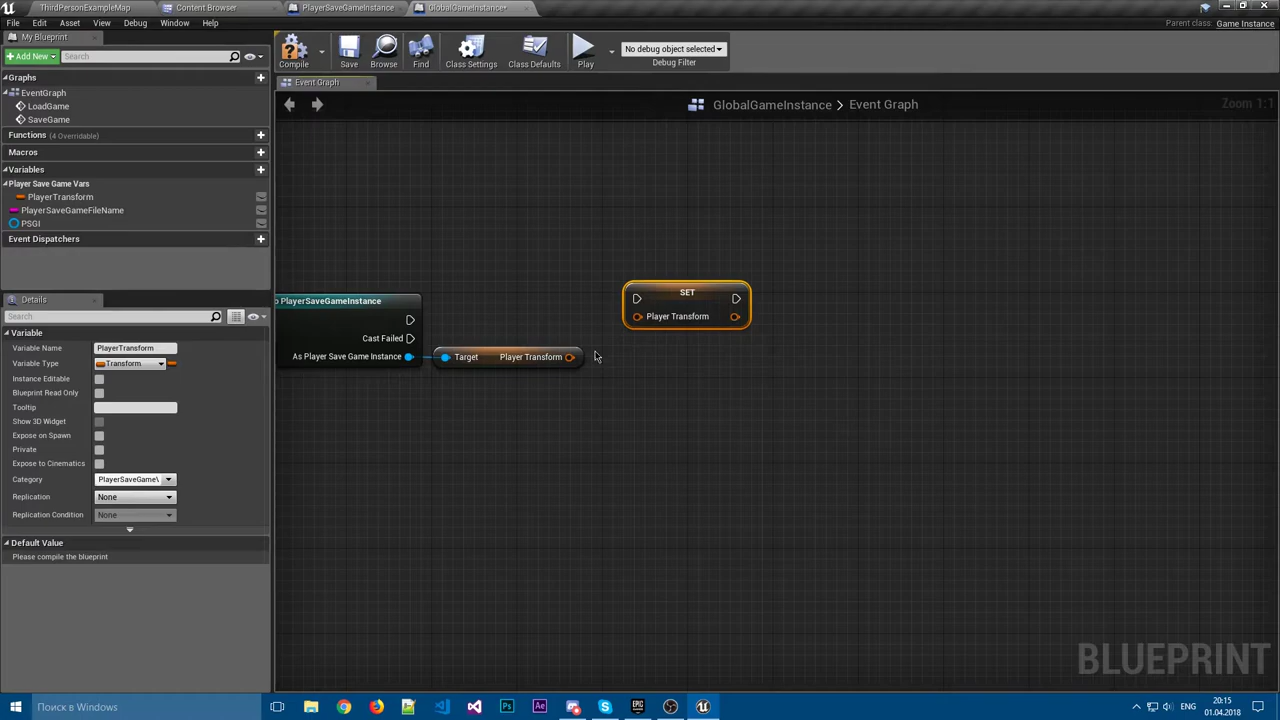 ThirdPersonExampleMap
Content Browser
PlayerSaveGameInstance
GlobalGameInstance*
File Edit Asset View Debug Window Help
Parent class: Game Instance
My Blueprint
Add New
Search
Graphs
EventGraph
LoadGame
SaveGame
Functions (4 Overridable)
Macros
Variables
Player Save Game Vars
PlayerTransform
PlayerSaveGameFileName
PSGI
Event Dispatchers
Details
Search
Variable
Variable Name PlayerTransform
Variable Type Transform
Instance Editable
Blueprint Read Only
Tooltip
Show 3D Widget
Expose on Spawn
Private
Expose to Cinematics
Category PlayerSaveGame\
Replication None
Replication Condition None
Default Value
Please compile the blueprint
Compile
Save
Browse
Find
Class Settings
Class Defaults
Play
No debug object selected
Debug Filter
Event Graph
GlobalGameInstance > Event Graph
Zoom 1:1
PlayerSaveGameInstance
Cast Failed
As Player Save Game Instance
Target Player Transform
SET
Player Transform
BLUEPRINT
Поиск в Windows
Ps
Ae
EPIC
ENG
20:15
01.04.2018